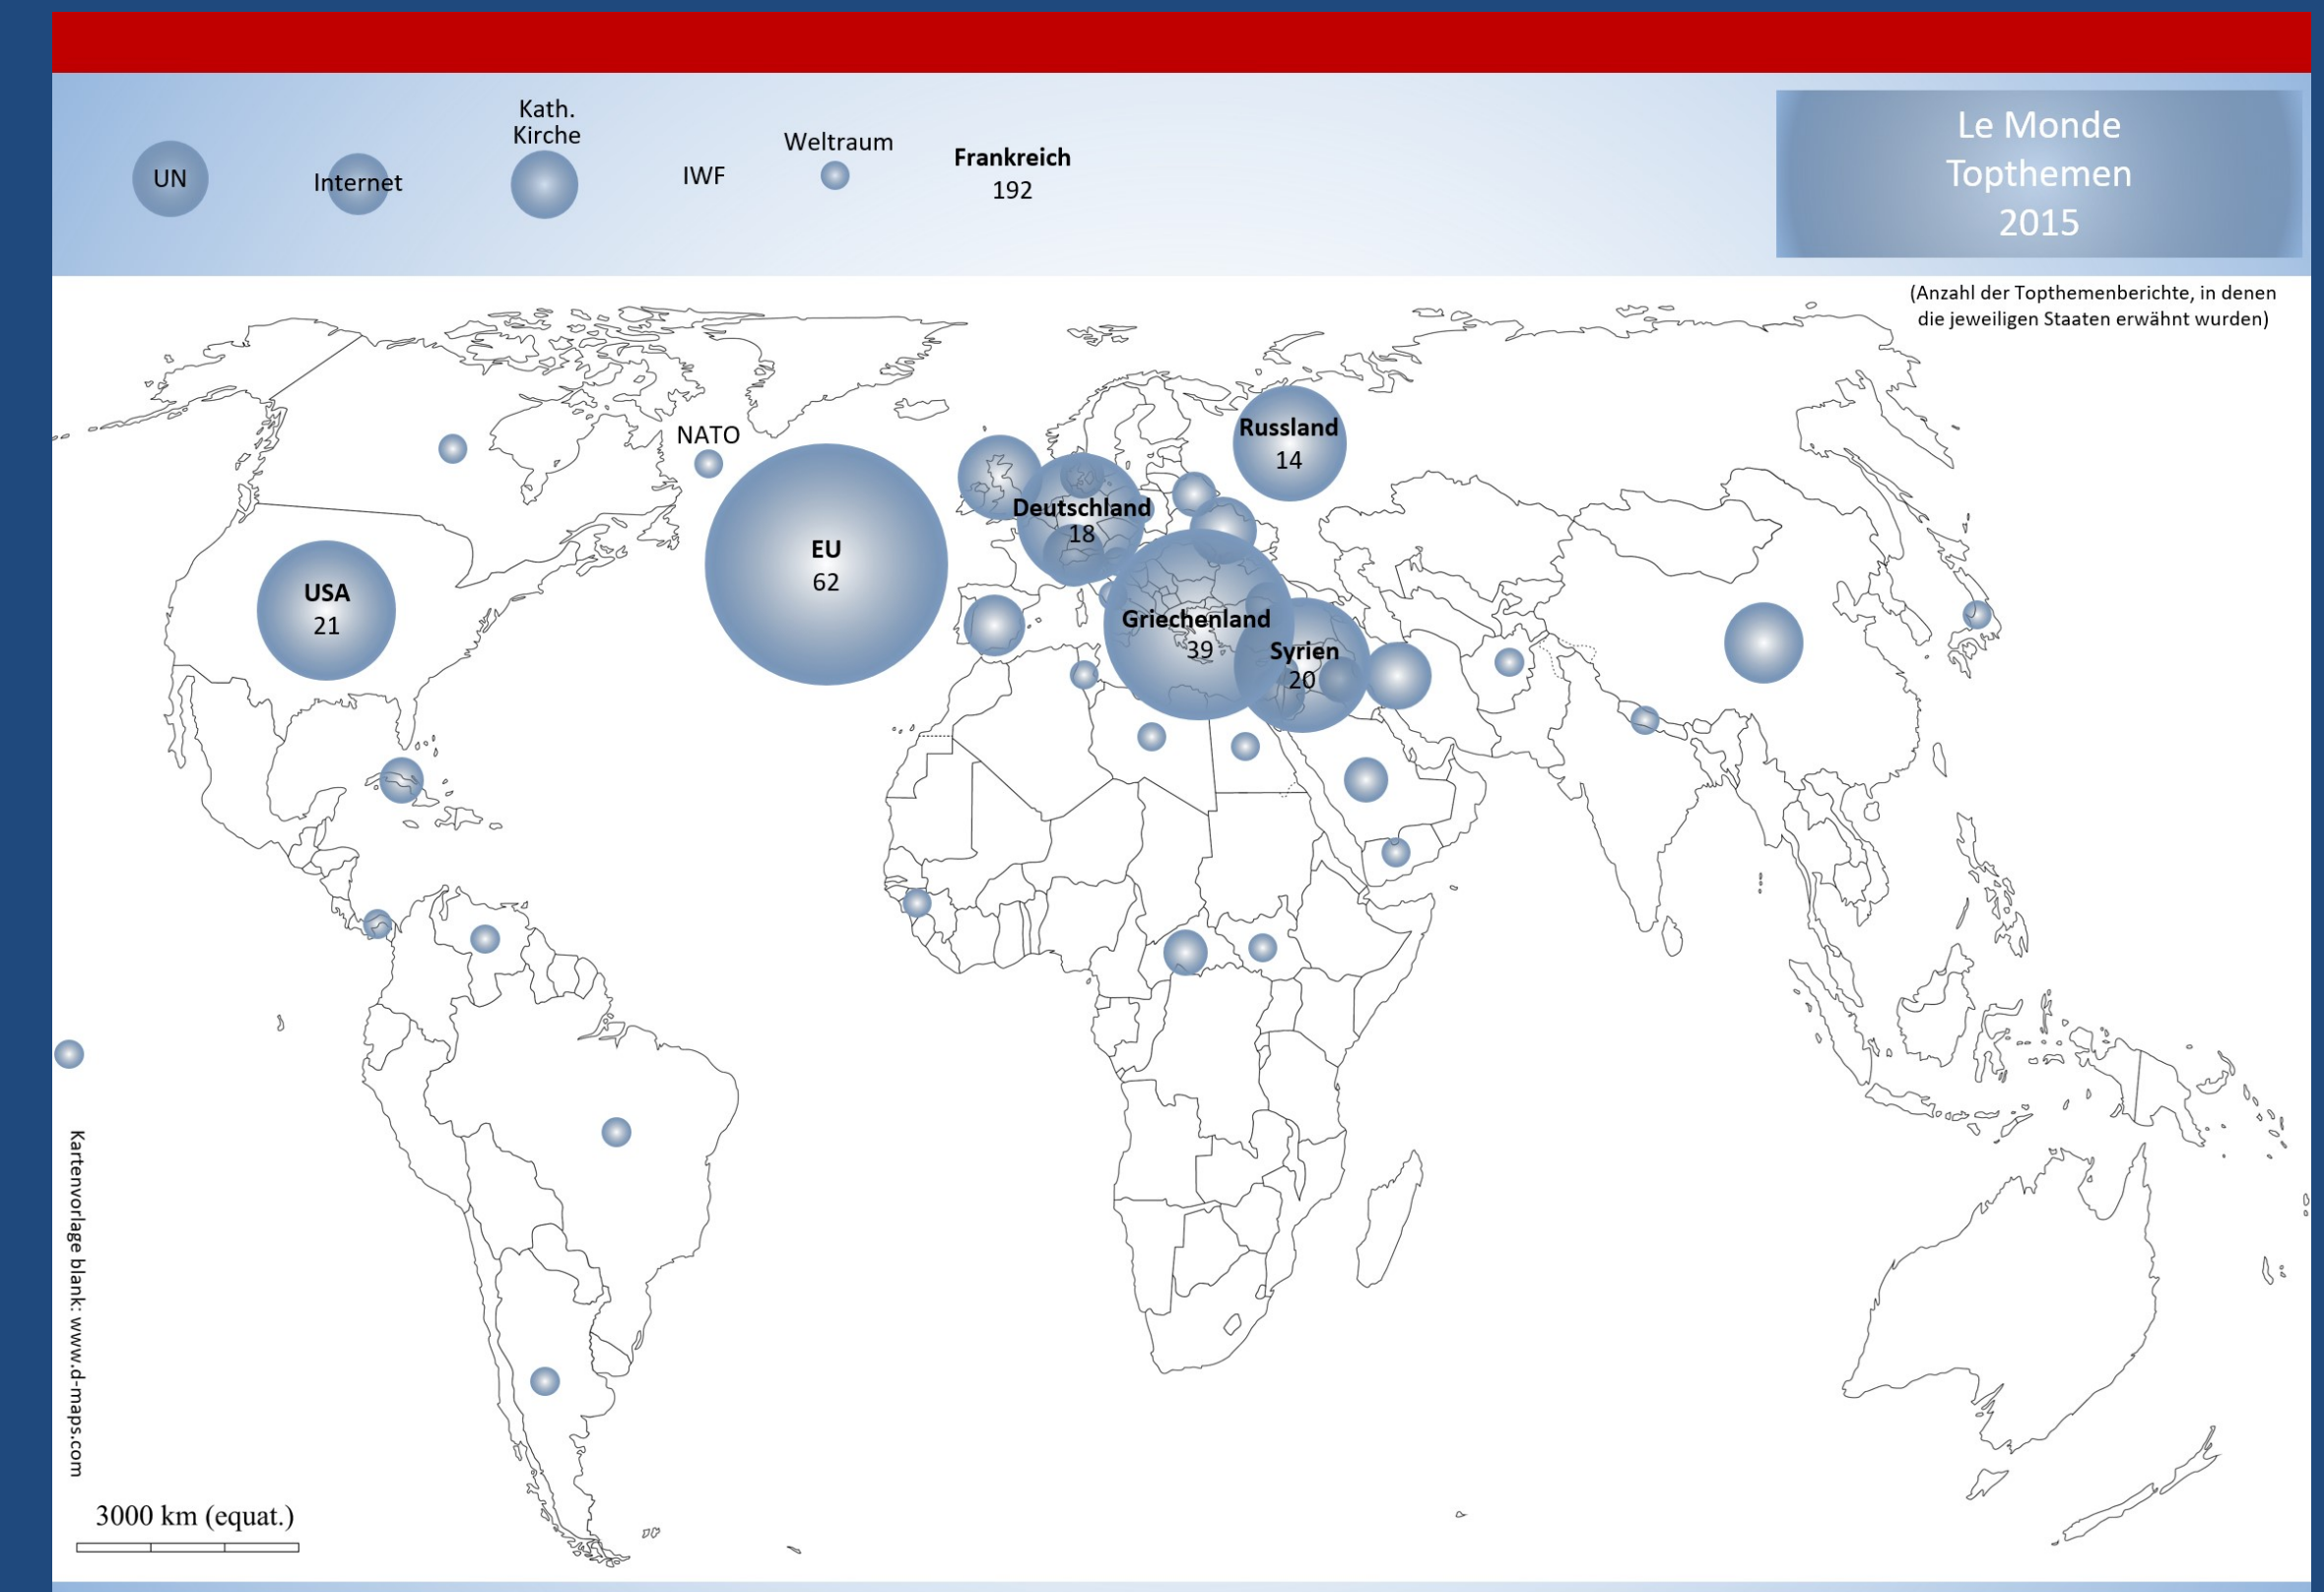 Kath.
Kirche
UN
Internet
IWF
Weltraum
Frankreich
192
Le Monde
Topthemen
2015
(Anzahl der Topthemenberichte, in denen
die jeweiligen Staaten erwähnt wurden)
NATO
Russland
14
Deutschland
18
EU
62
USA
21
Griechenland
39
Syrien
20
Kartenvorlage blank: www.d-maps.com
3000 km (equat.)